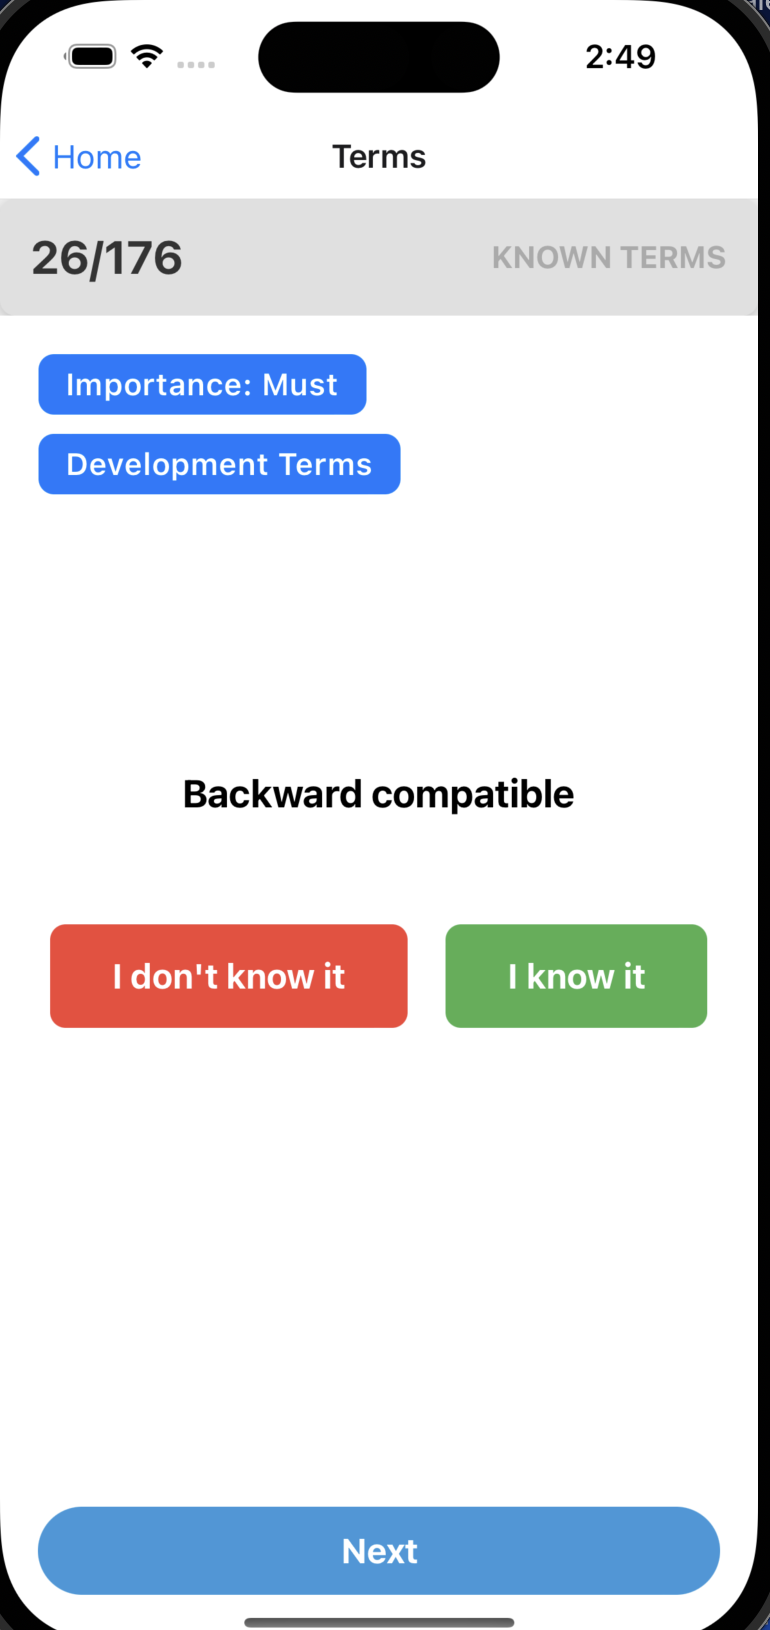 2:49
Home
Terms
26/176
KNOWN TERMS
Importance: Must
Development Terms
Backward compatible
I don't know it
I know it
Next